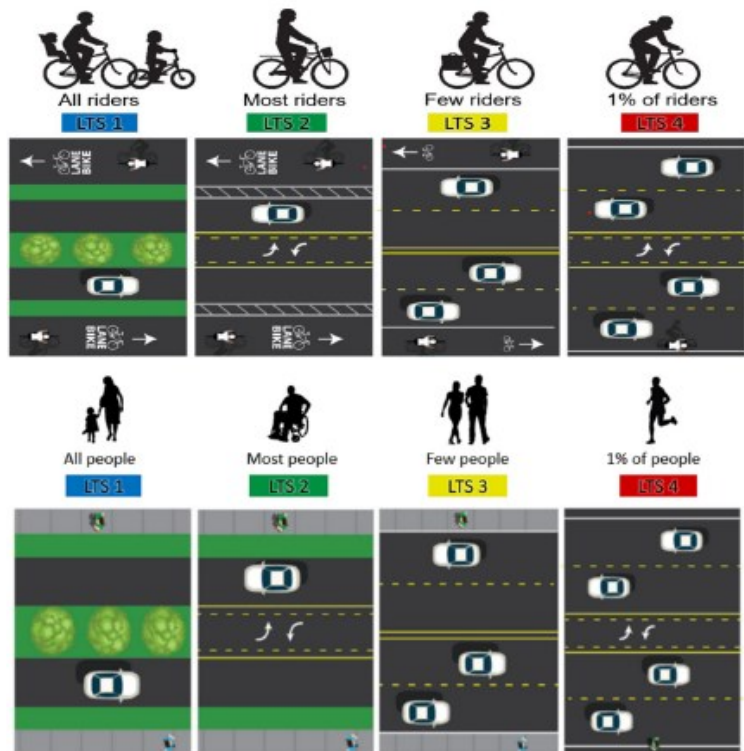 All riders
Most riders
Few riders
1% of riders
LTS 1
LTS 2
LTS 3
LTS 4
LANE
BIKE
LANE
BIKE
LANE
BIKE
LANE
BIKE
All people
Most people
Few people
1% of people
LTS 1
LTS 2
LTS 3
LTS 4